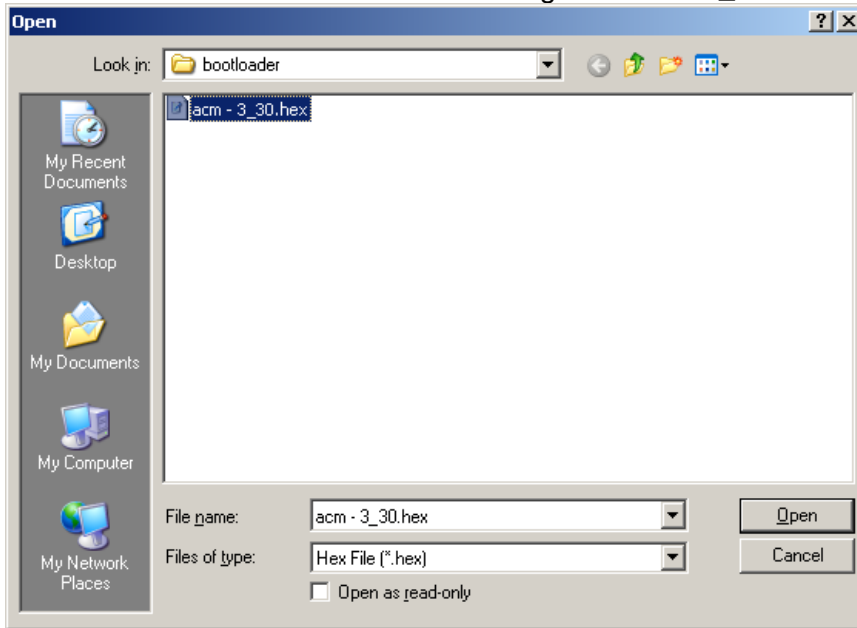 Open
Look in:
bootloader
acm - 3_30.hex
My Recent
Documents
Desktop
My Documents
My Computer
My Network
Places
File name:
acm - 3_30.hex
Open
Files of type:
Hex File (*.hex)
Cancel
Open as read-only